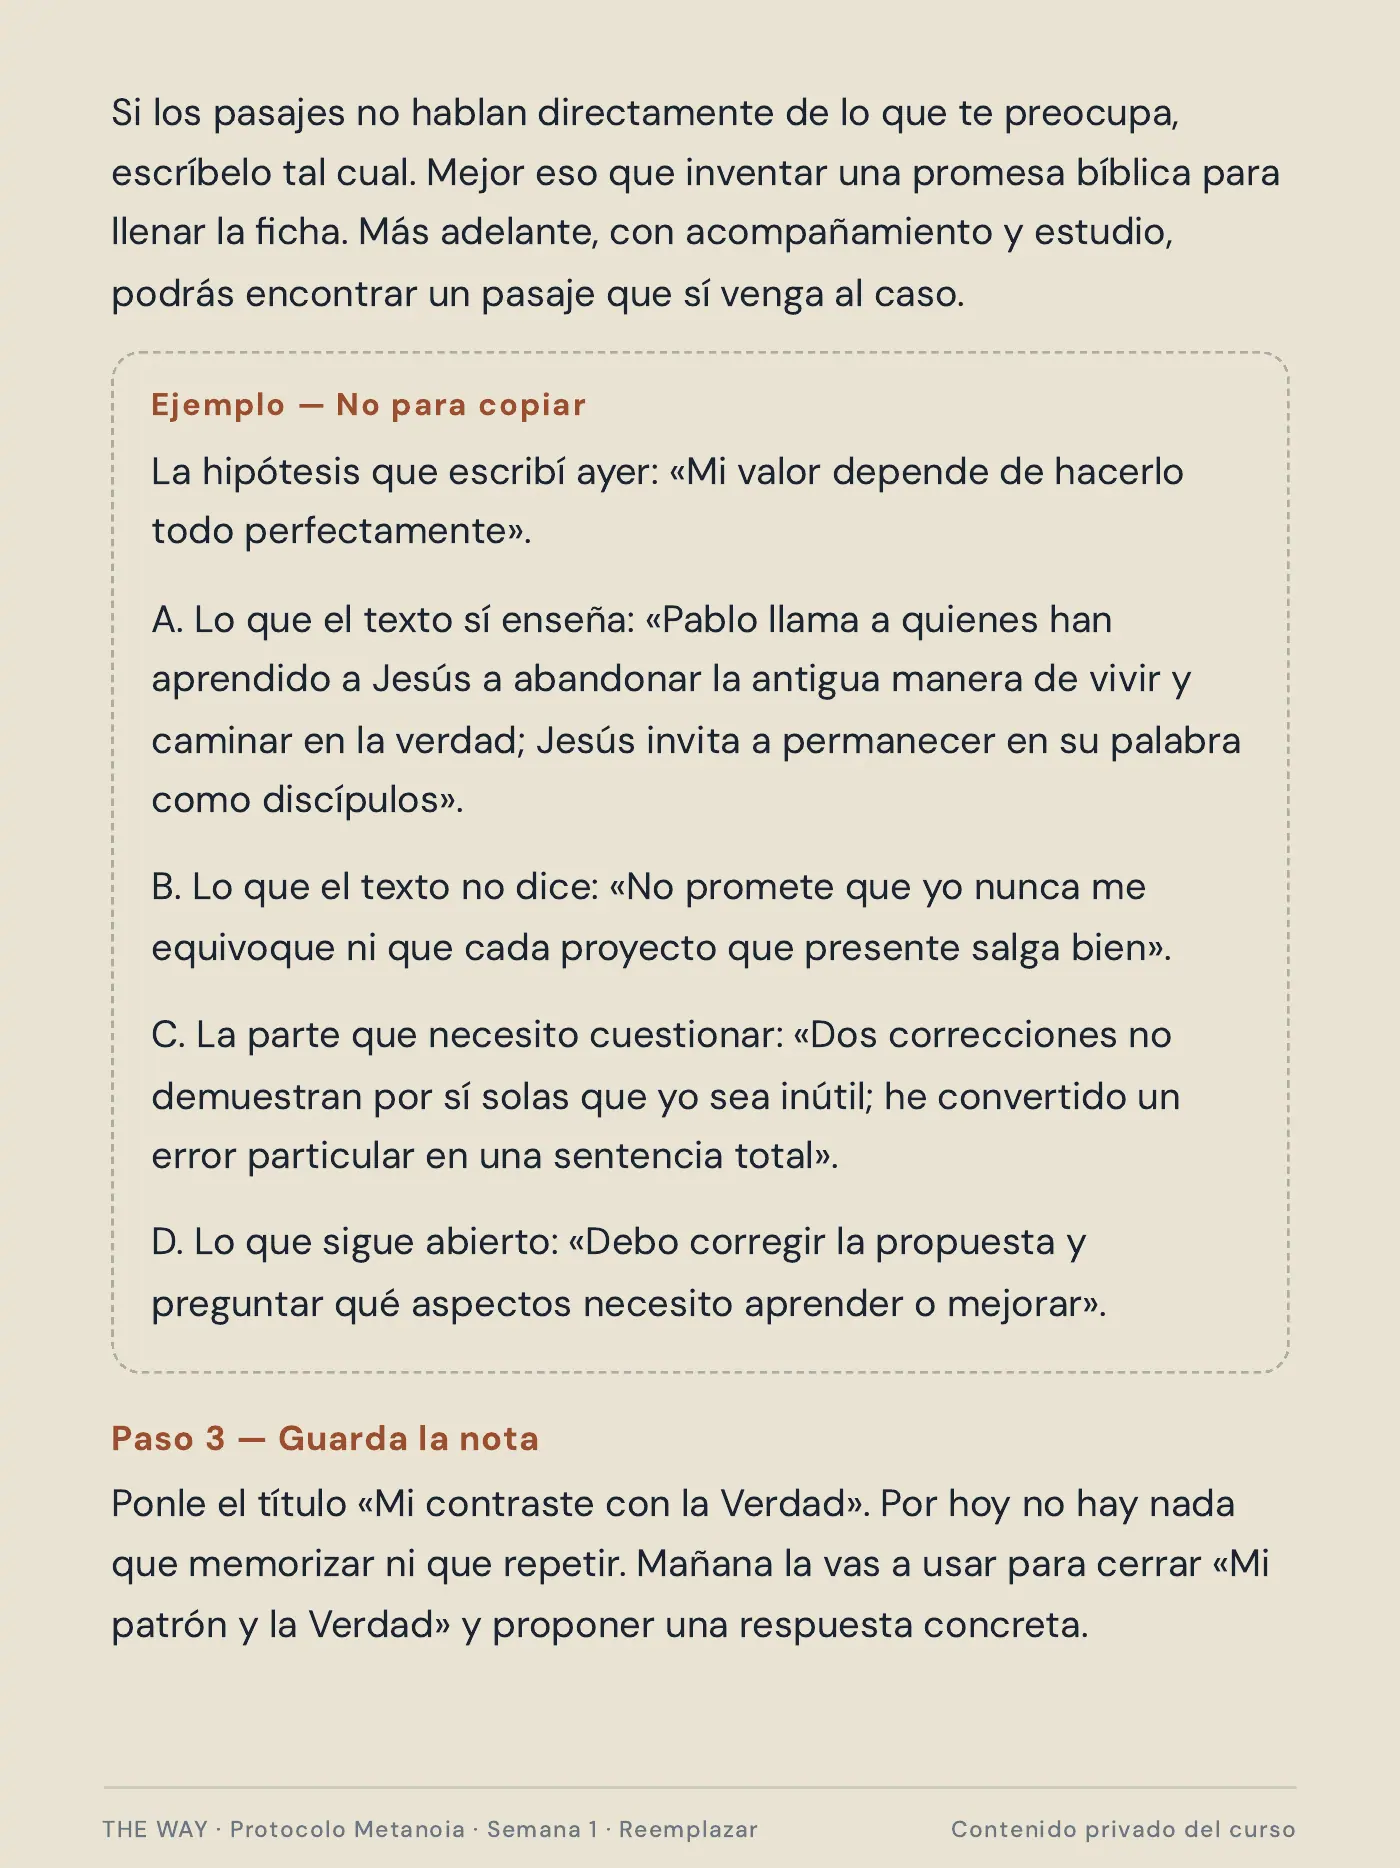 Si los pasajes no hablan directamente de lo que te preocupa,
escríbelo tal cual. Mejor eso que inventar una promesa bíblica para
llenar la ficha. Más adelante, con acompañamiento y estudio,
podrás encontrar un pasaje que sí venga al caso.
Ejemplo — No para copiar
La hipótesis que escribí ayer: «Mi valor depende de hacerlo
todo perfectamente».
A. Lo que el texto sí enseña: «Pablo llama a quienes han
aprendido a Jesús a abandonar la antigua manera de vivir y
caminar en la verdad; Jesús invita a permanecer en su palabra
como discípulos».
B. Lo que el texto no dice: «No promete que yo nunca me
equivoque ni que cada proyecto que presente salga bien».
C. La parte que necesito cuestionar: «Dos correcciones no
demuestran por sí solas que yo sea inútil; he convertido un
error particular en una sentencia total».
D. Lo que sigue abierto: «Debo corregir la propuesta y
preguntar qué aspectos necesito aprender o mejorar».
Paso 3 — Guarda la nota
Ponle el título «Mi contraste con la Verdad». Por hoy no hay nada
que memorizar ni que repetir. Mañana la vas a usar para cerrar «Mi
patrón y la Verdad» y proponer una respuesta concreta.
THE WAY · Protocolo Metanoia · Semana 1 · Reemplazar
Contenido privado del curso